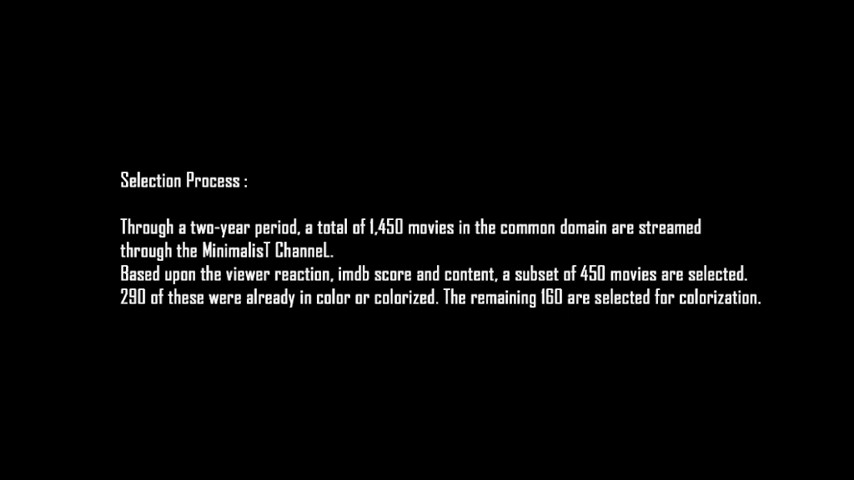 Selection Process :
Through a two-year period, a total of 1,450 movies in the common domain are streamed
through the MinimalisT ChanneL.
Based upon the viewer reaction, imdb score and content, a subset of 450 movies are selected.
290 of these were already in color or colorized. The remaining 160 are selected for colorization.